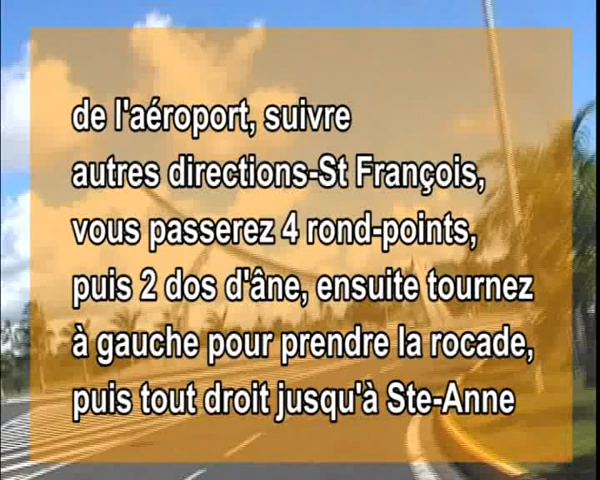 de l'aéroport, suivre
autres directions-St François,
vous passerez 4 rond-points,
puis 2 dos d'âne, ensuite tournez
à gauche pour prendre la rocade,
puis tout droit jusqu'à Ste-Anne